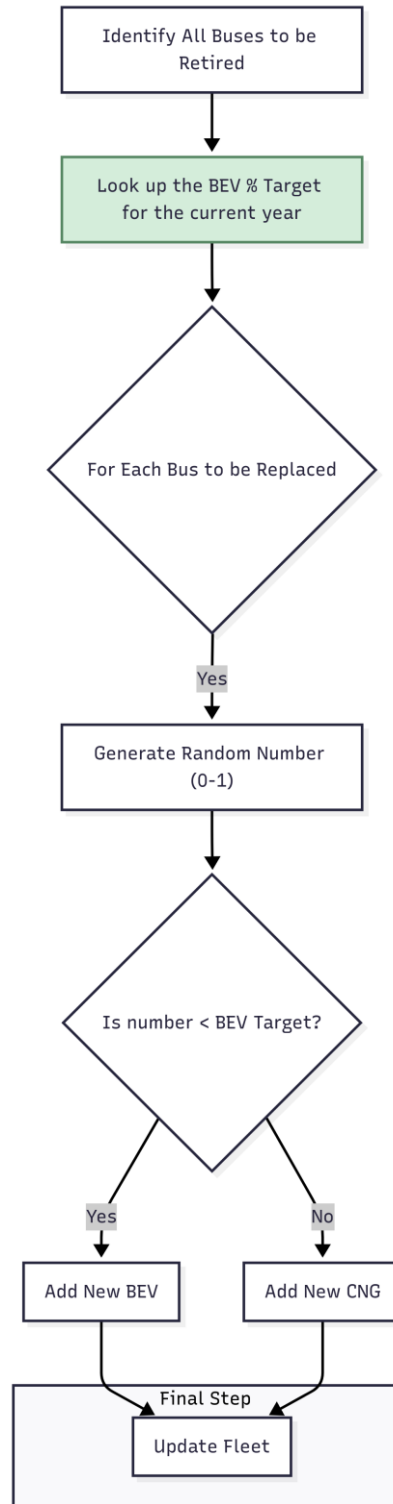 Identify All Buses to be
Retired
Look up the BEV % Target
for the current year
For Each Bus to be Replaced
Yes
Generate Random Number
(0-1)
Is number < BEV Target?
Yes
No
Add New BEV
Add New CNG
Final Step
Update Fleet